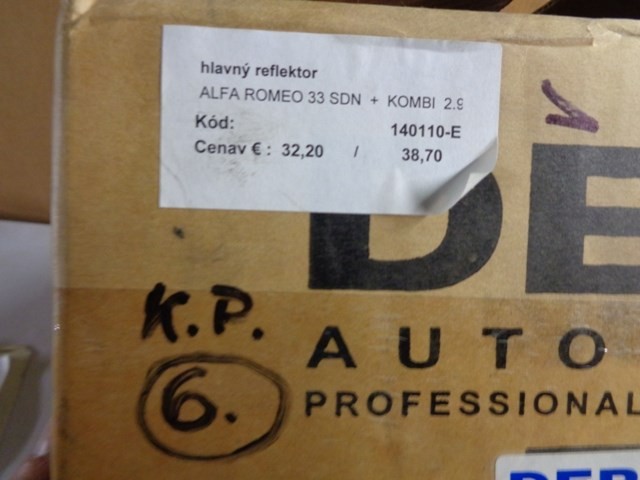 hlavný reflektor
ALFA ROMEO 33 SDN + KOMBI 2.9
Kód: 140110-E
Cenav € : 32,20 / 38,70
DE
K.P.
AUTO
6.
PROFESSIONAL